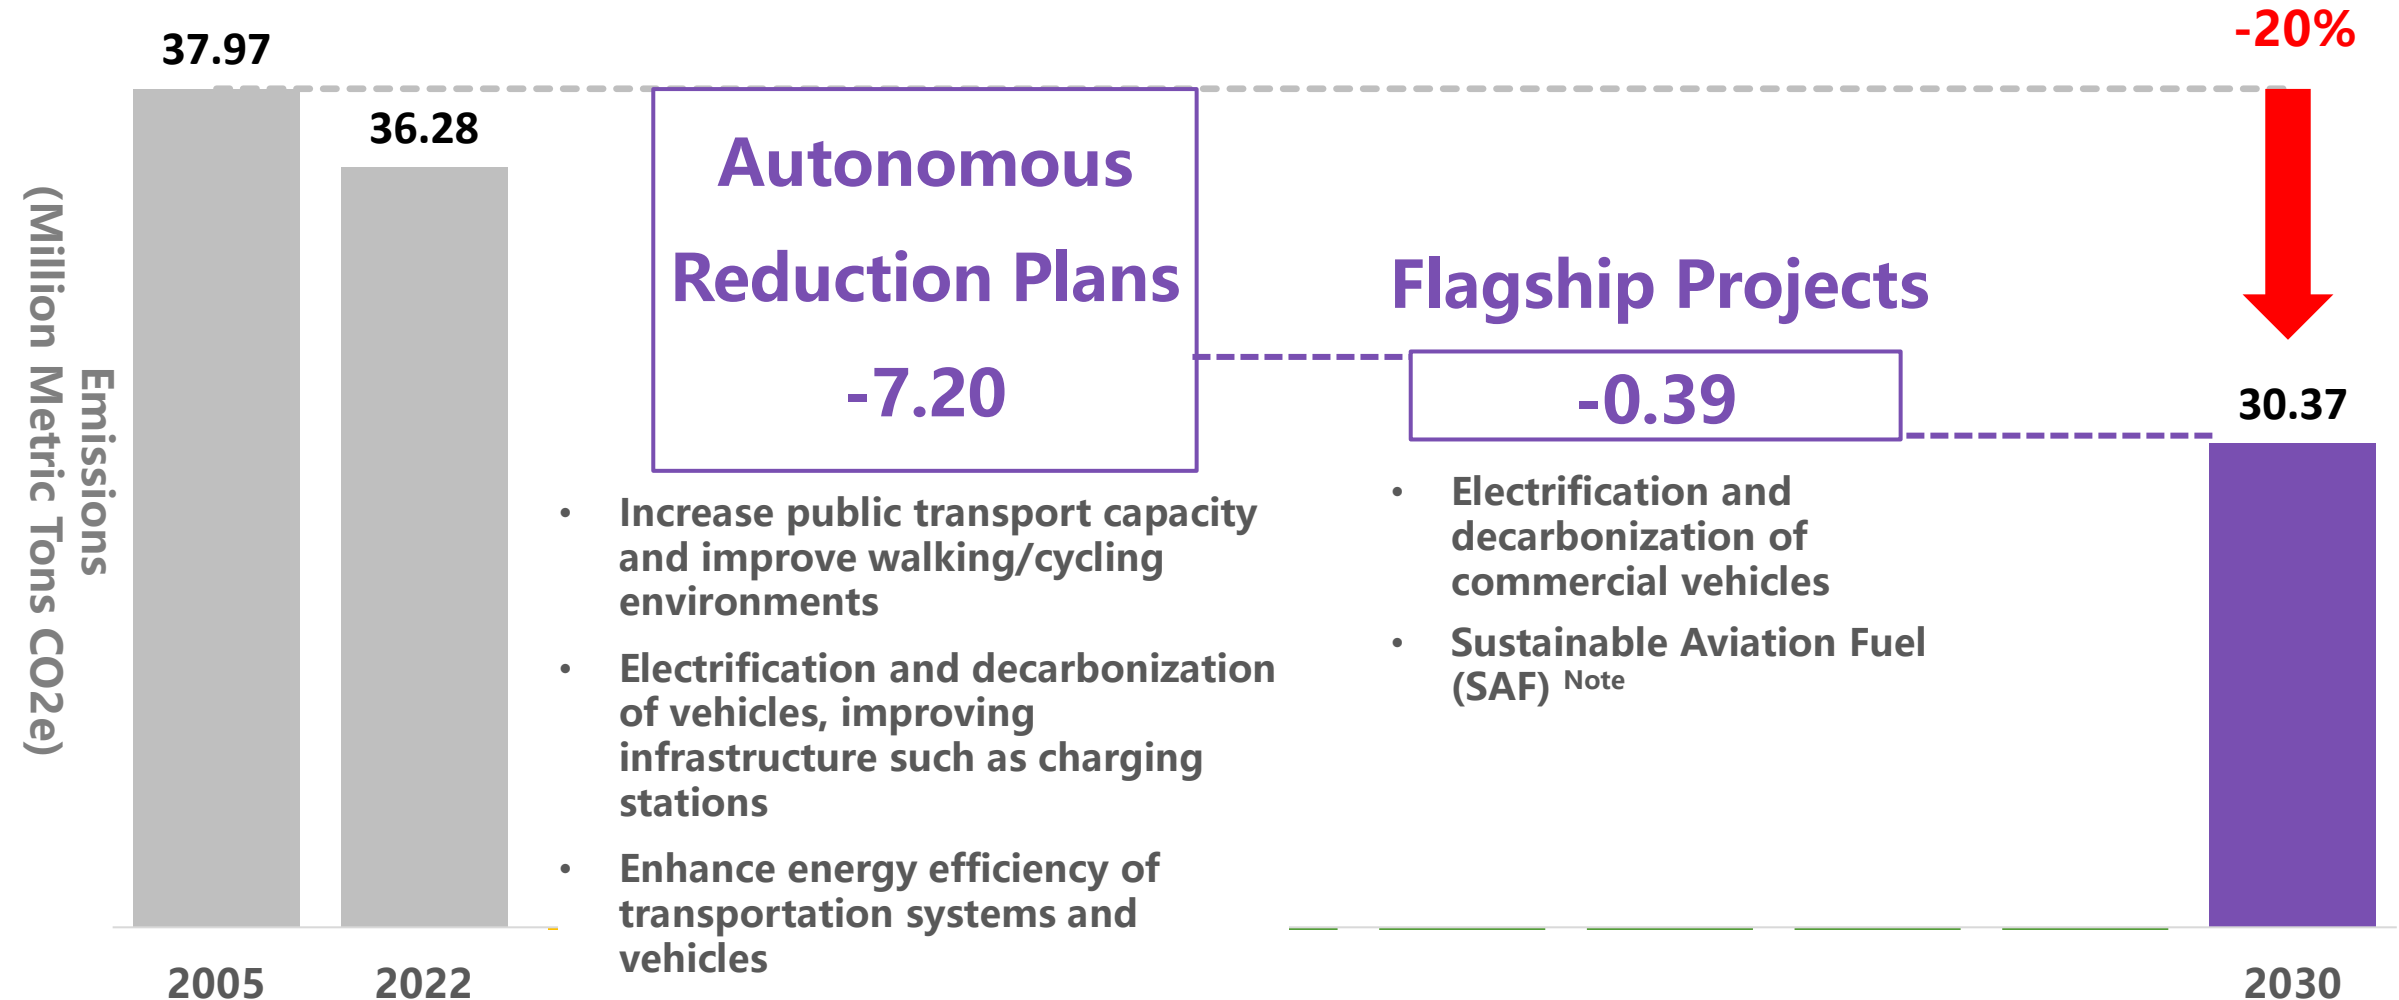 -20%
37.97
36.28
Emissions
(Million Metric Tons CO2e)
Autonomous
Reduction Plans
-7.20
Flagship Projects
-0.39
30.37
• Increase public transport capacity
and improve walking/cycling
environments
• Electrification and decarbonization
of vehicles, improving
infrastructure such as charging
stations
• Enhance energy efficiency of
transportation systems and
vehicles
• Electrification and
decarbonization of
commercial vehicles
• Sustainable Aviation Fuel
(SAF) Note
2005
2022
2030